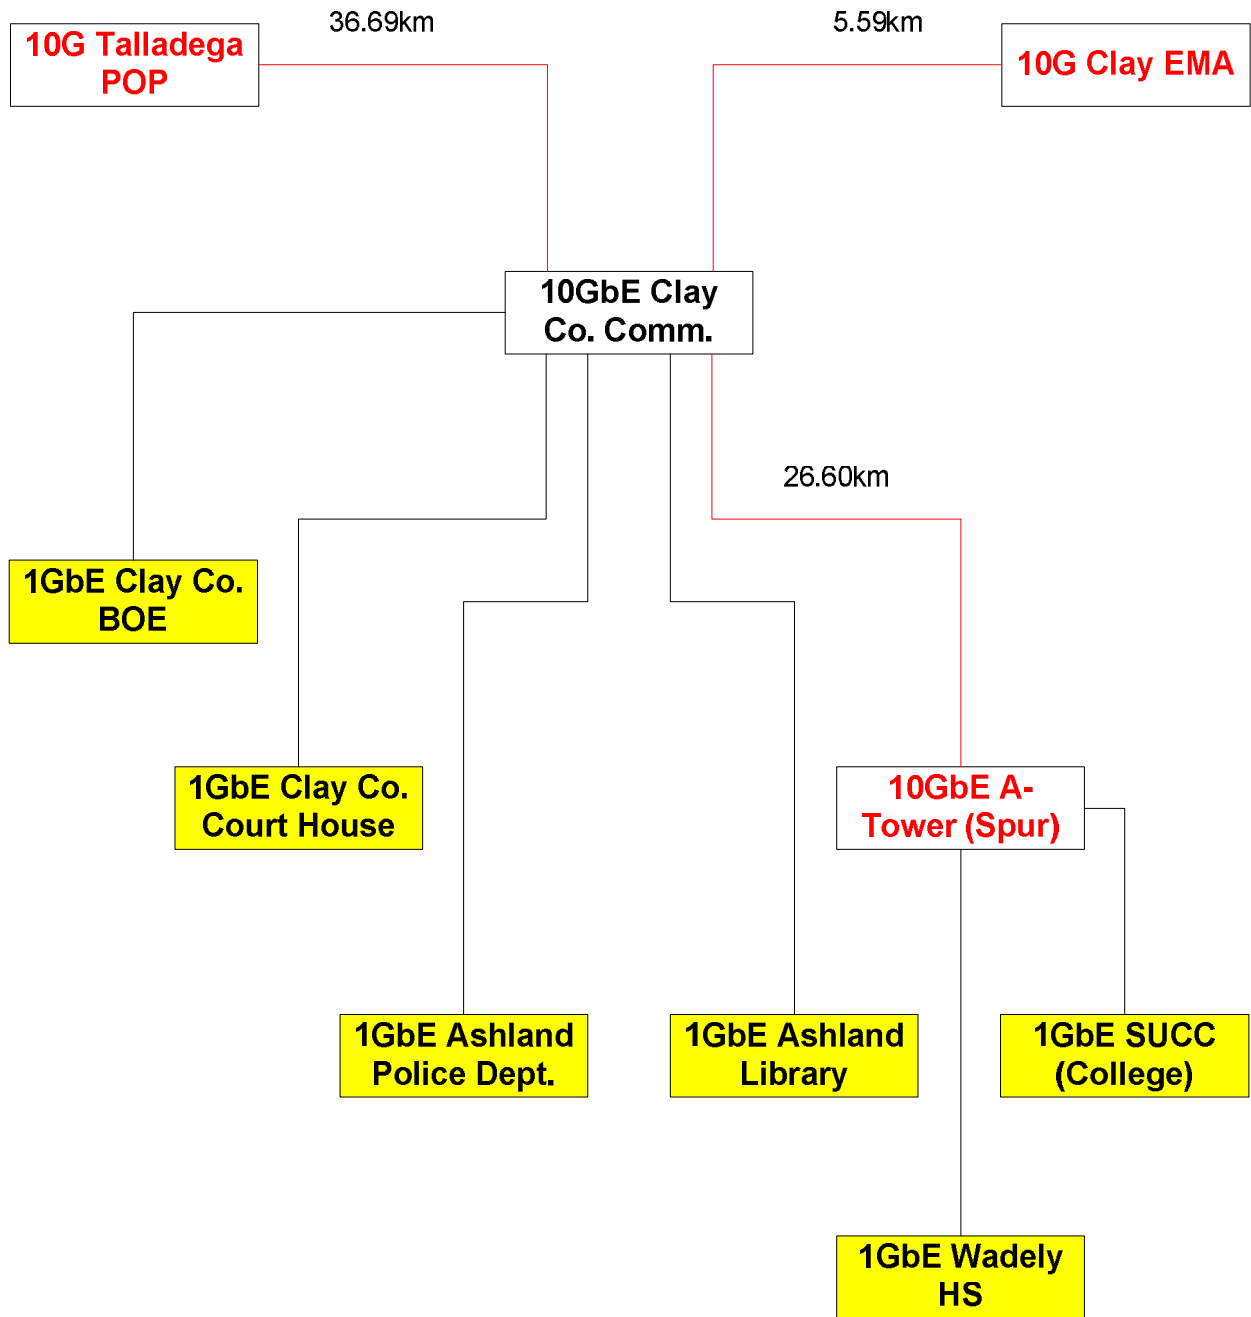 36.69km
5.59km
10G Talladega
POP
10G Clay EMA
10GbE Clay
Co. Comm.
26.60km
1GbE Clay Co.
BOE
1GbE Clay Co.
Court House
10GbE A-
Tower (Spur)
1GbE Ashland
Police Dept.
1GbE Ashland
Library
1GbE SUCC
(College)
1GbE Wadely
HS